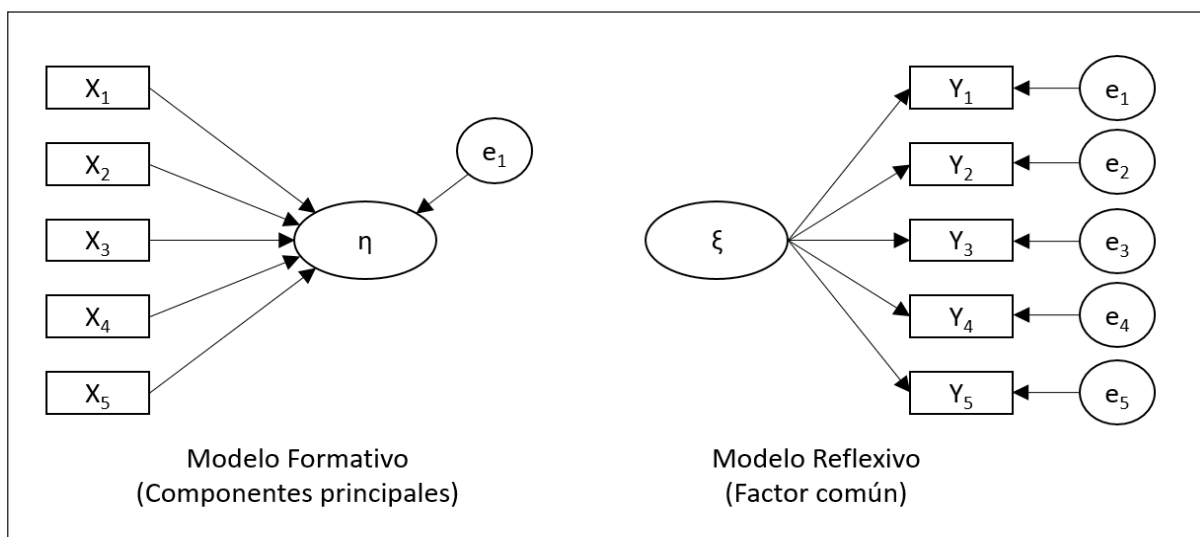 X₁
X₂
X₃
X₄
X₅
e₁
η
Modelo Formativo
(Componentes principales)
ξ
Y₁
Y₂
Y₃
Y₄
Y₅
e₁
e₂
e₃
e₄
e₅
Modelo Reflexivo
(Factor común)